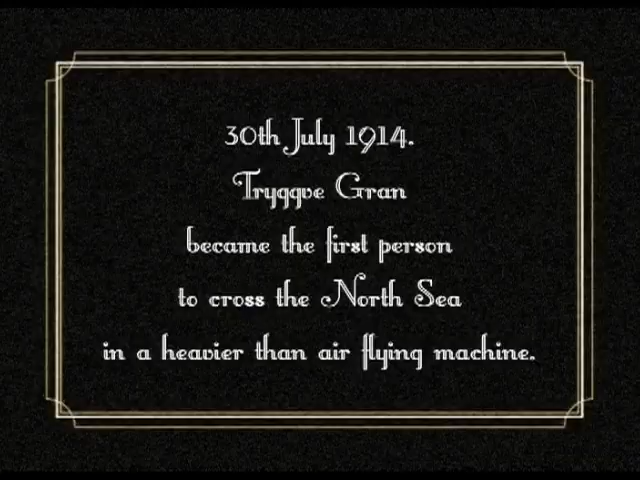 30th July 1914.
Tryggve Gran
became the first person
to cross the North Sea
in a heavier than air flying machine.